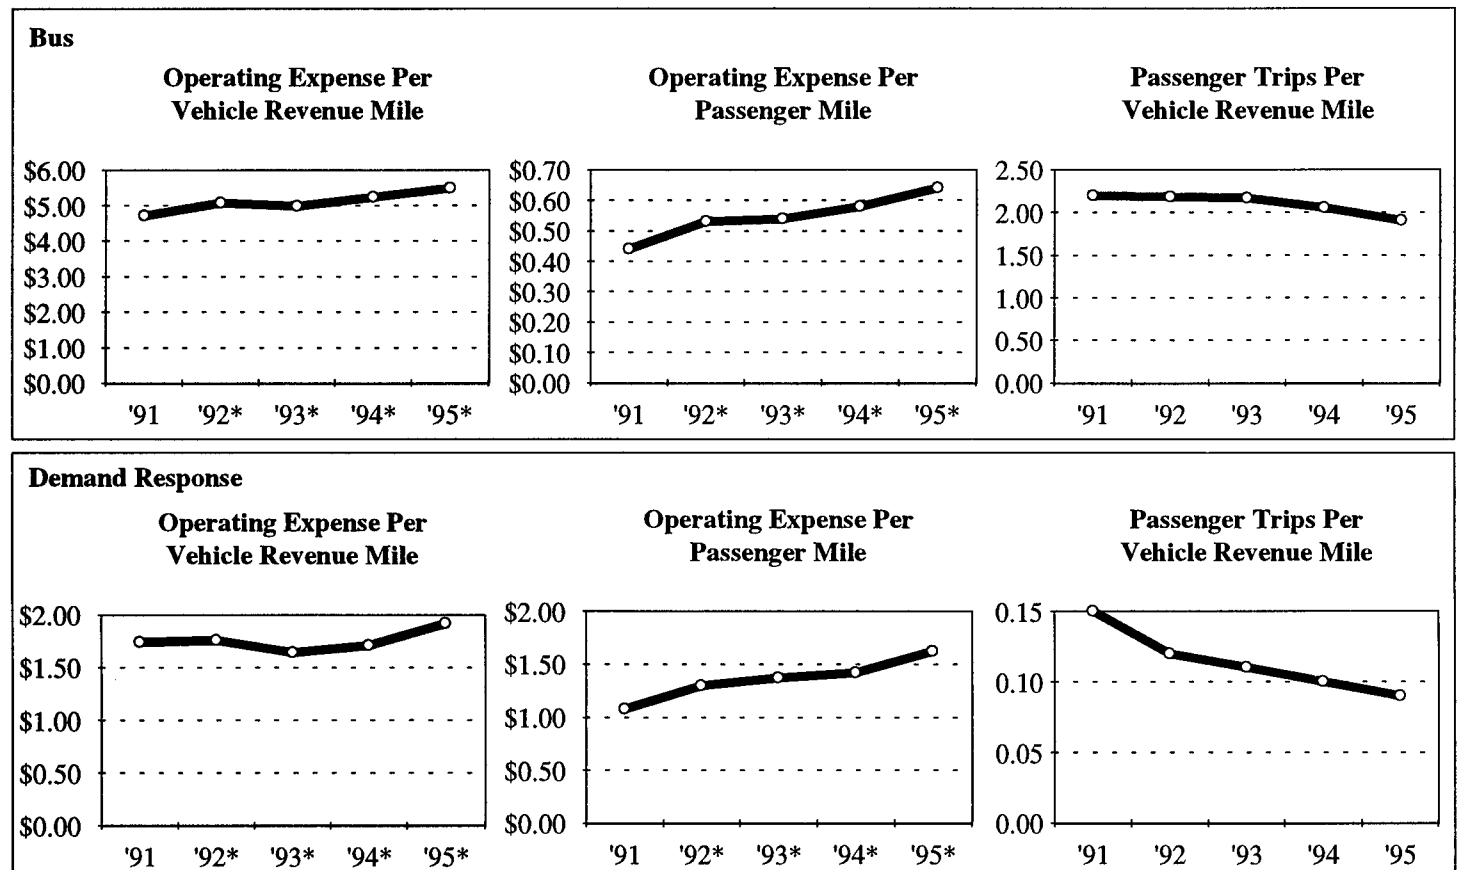 Bus
Operating Expense Per
Vehicle Revenue Mile
$6.00
$5.00
$4.00
$3.00
$2.00
$1.00
$0.00
'91 '92* '93* '94* '95*
Operating Expense Per
Passenger Mile
$0.70
$0.60
$0.50
$0.40
$0.30
$0.20
$0.10
$0.00
'91 '92* '93* '94* '95*
Passenger Trips Per
Vehicle Revenue Mile
2.50
2.00
1.50
1.00
0.50
0.00
'91 '92 '93 '94 '95
Demand Response
Operating Expense Per
Vehicle Revenue Mile
$2.00
$1.50
$1.00
$0.50
$0.00
'91 '92* '93* '94* '95*
Operating Expense Per
Passenger Mile
$2.00
$1.50
$1.00
$0.50
$0.00
'91 '92* '93* '94* '95*
Passenger Trips Per
Vehicle Revenue Mile
0.15
0.10
0.05
0.00
'91 '92 '93 '94 '95